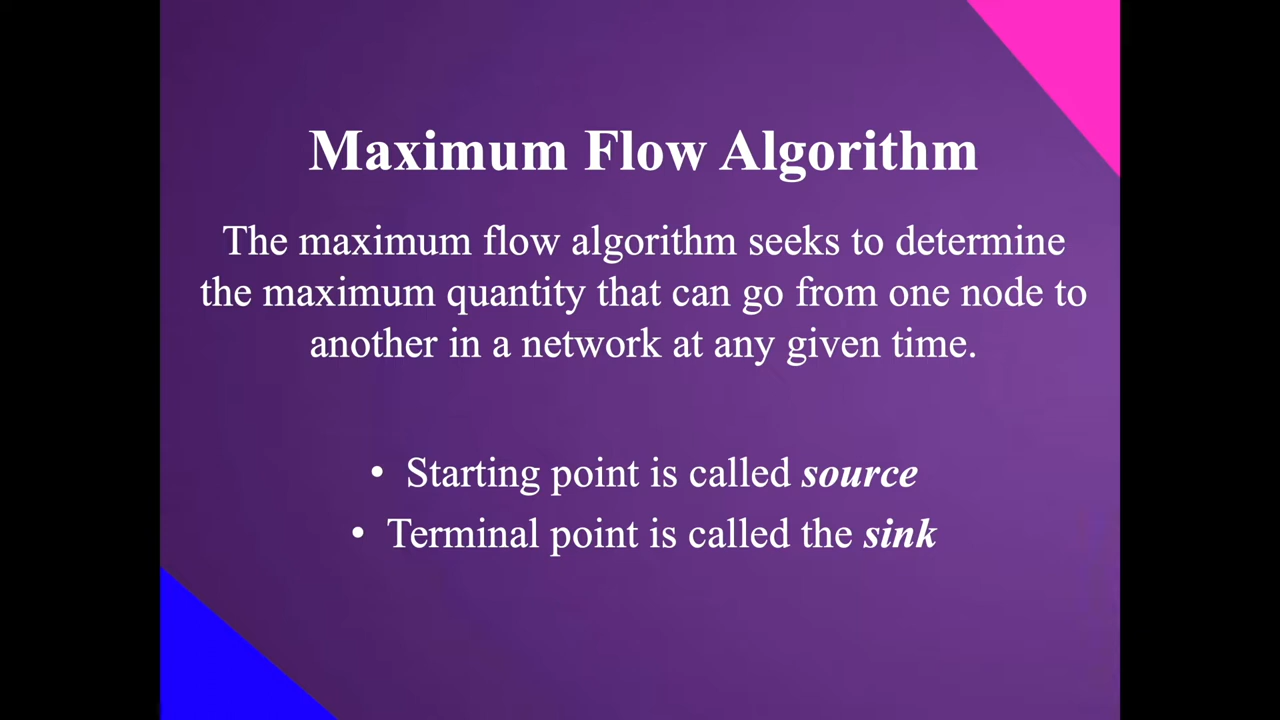 Maximum Flow Algorithm
The maximum flow algorithm seeks to determine
the maximum quantity that can go from one node to
another in a network at any given time.
• Starting point is called source
• Terminal point is called the sink